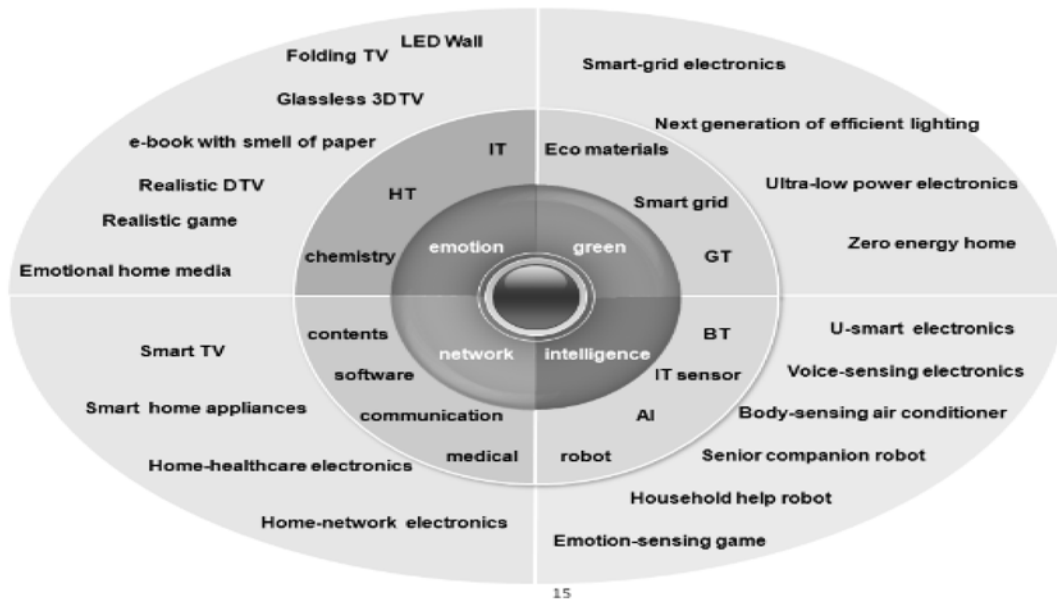 LED Wall
Folding TV
Glassless 3DTV
e-book with smell of paper
Realistic DTV
Realistic game
Emotional home media
IT
HT
chemistry
emotion
Smart-grid electronics
Next generation of efficient lighting
Ultra-low power electronics
Zero energy home
Eco materials
Smart grid
GT
green
Smart TV
Smart home appliances
Home-healthcare electronics
Home-network electronics
contents
software
communication
medical
network
U-smart electronics
Voice-sensing electronics
Body-sensing air conditioner
Senior companion robot
Household help robot
Emotion-sensing game
BT
IT sensor
AI
robot
intelligence
15